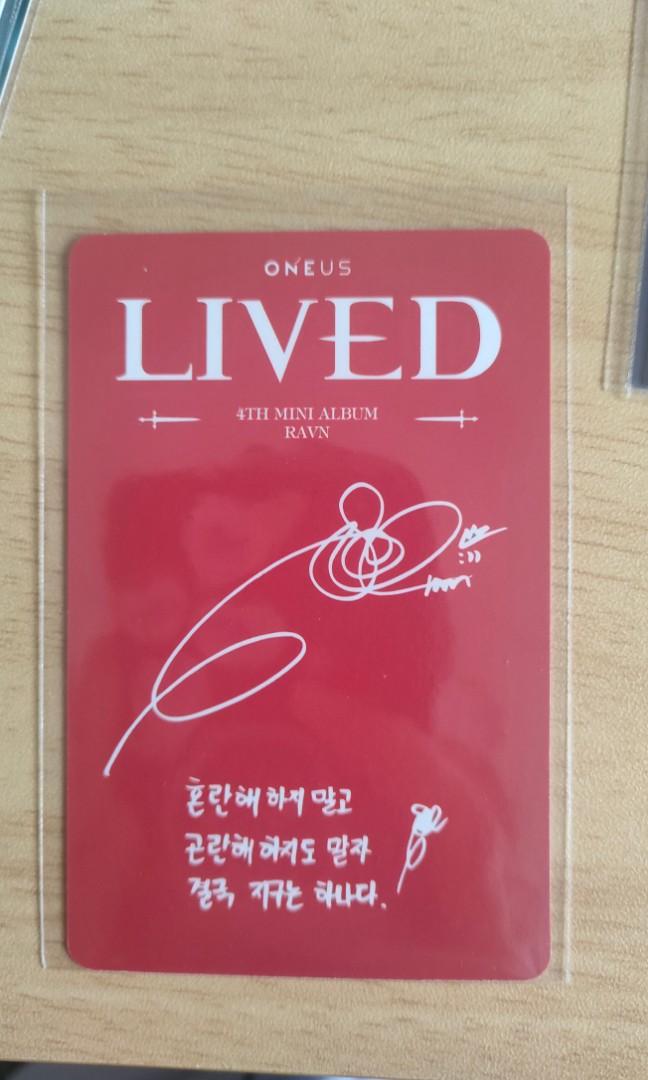 ONEUS
LIVED
4TH MINI ALBUM
RAVN
:))
혼란해 하지 말고
곤란해 하지도 말자
결국 지구는 하나다.